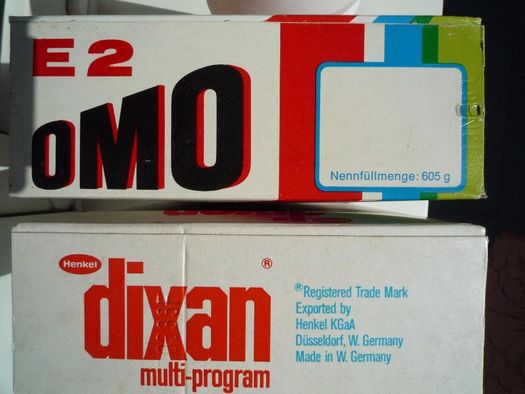 E2
OMO
Nennfüllmenge: 605 g
Henkel
dixan
®
multi-program
®Registered Trade Mark
Exported by
Henkel KGaA
Düsseldorf, W. Germany
Made in W. Germany